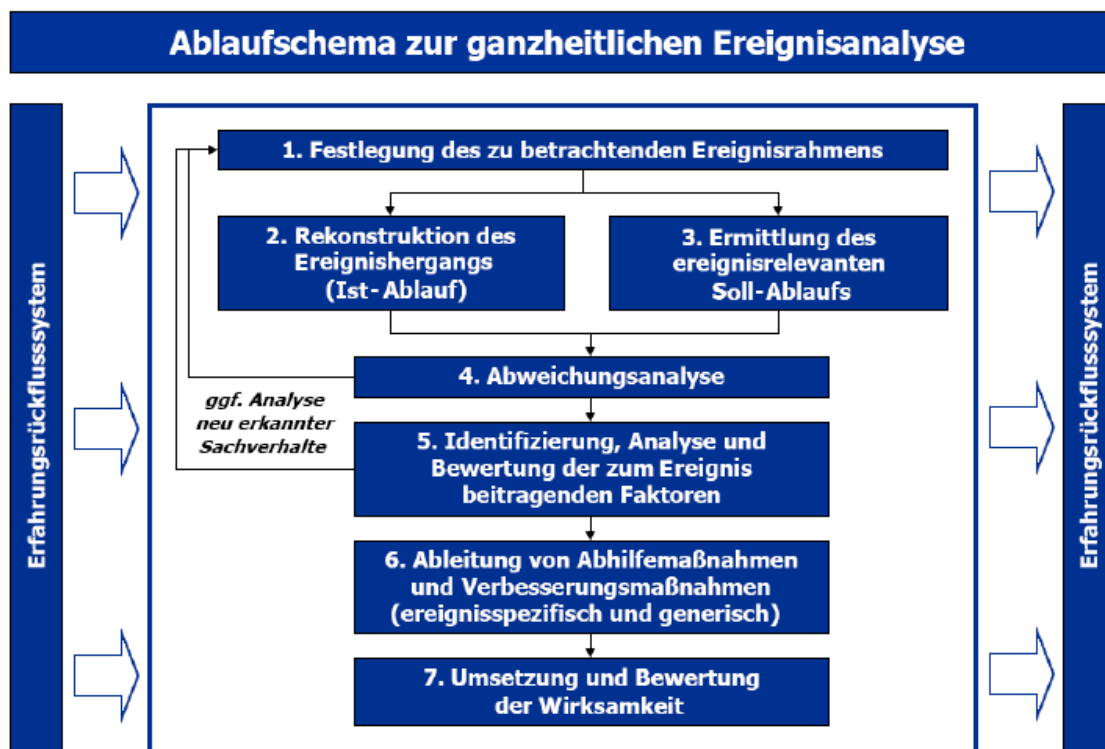 Ablaufschema zur ganzheitlichen Ereignisanalyse
Erfahrungsrückflusssystem
1. Festlegung des zu betrachtenden Ereignisrahmens
2. Rekonstruktion des
Ereignishergangs
(Ist-Ablauf)
3. Ermittlung des
ereignisrelevanten
Soll-Ablaufs
4. Abweichungsanalyse
ggf. Analyse
neu erkannter
Sachverhalte
5. Identifizierung, Analyse und
Bewertung der zum Ereignis
beitragenden Faktoren
6. Ableitung von Abhilfemaßnahmen
und Verbesserungsmaßnahmen
(ereignisspezifisch und generisch)
7. Umsetzung und Bewertung
der Wirksamkeit
Erfahrungsrückflusssystem